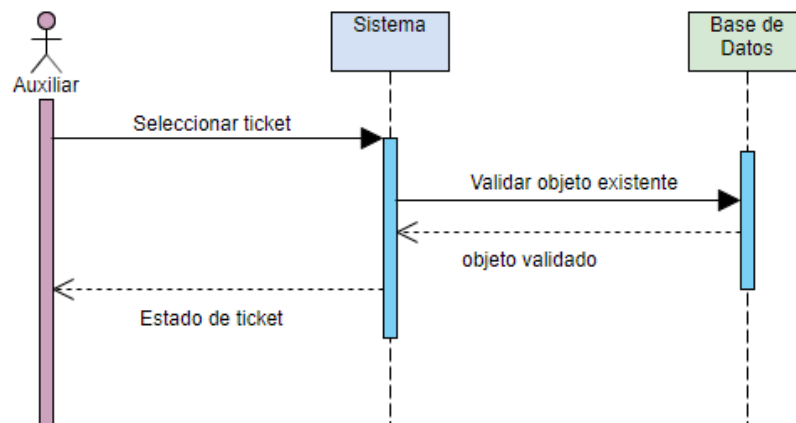 Auxiliar
Sistema
Base de
Datos
Seleccionar ticket
Validar objeto existente
objeto validado
Estado de ticket